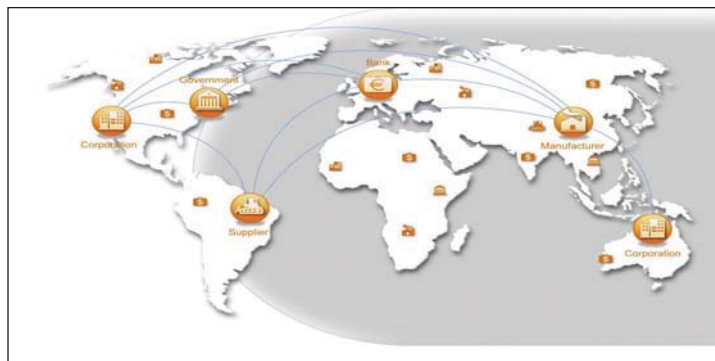 Bank
Government
Corporation
Manufacturer
Supplier
Corporation